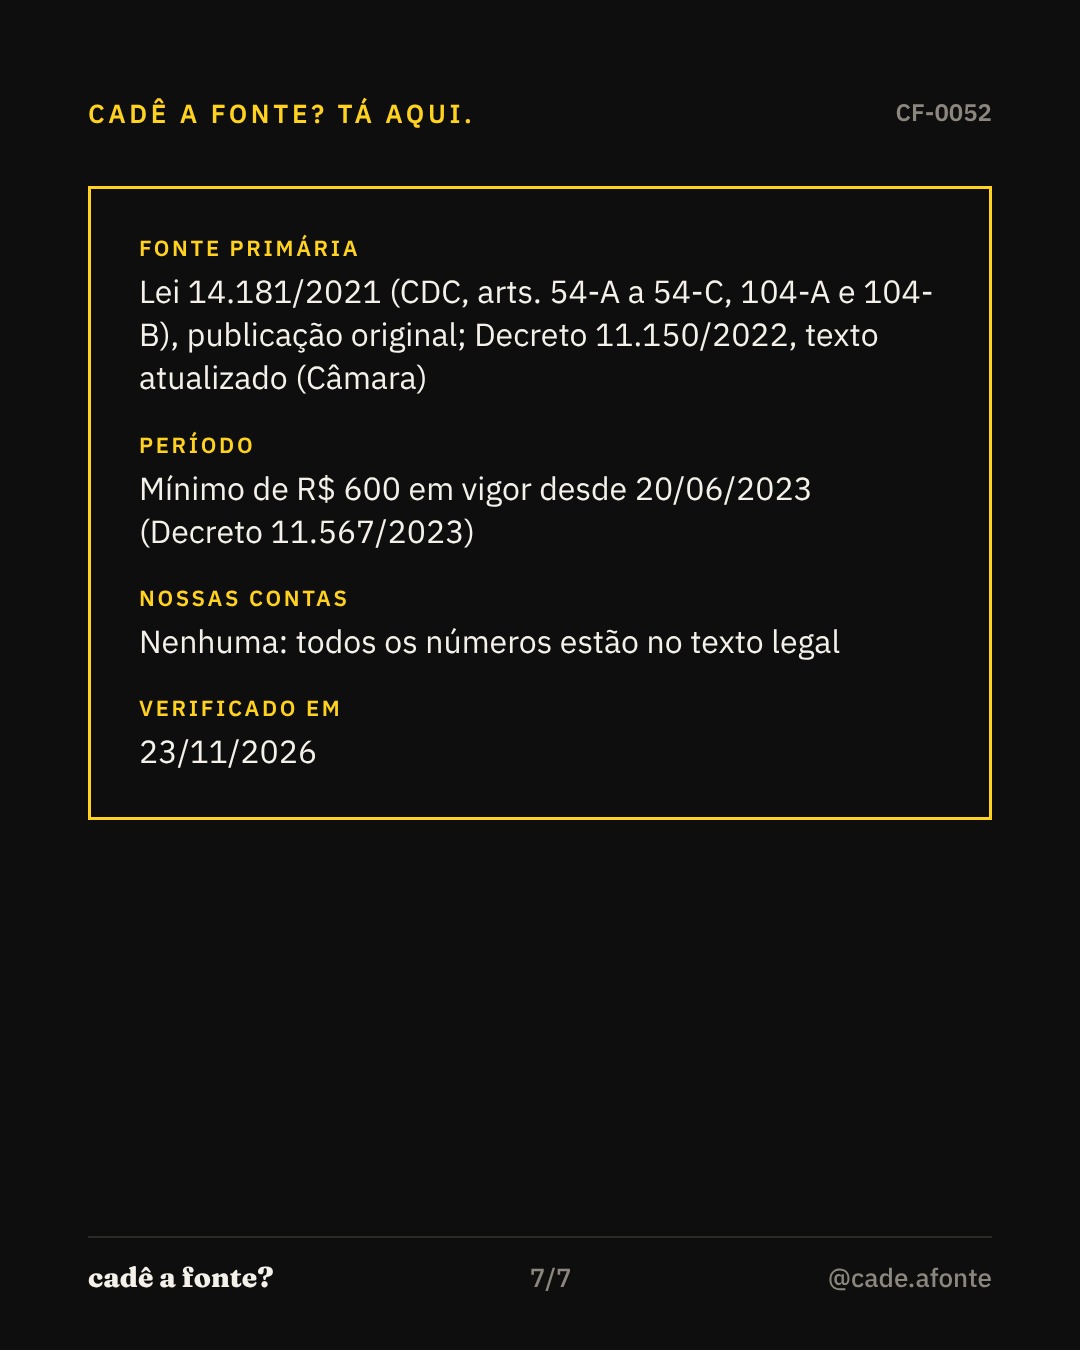 CADÊ A FONTE? TÁ AQUI.
CF-0052
FONTE PRIMÁRIA
Lei 14.181/2021 (CDC, arts. 54-A a 54-C, 104-A e 104-
B), publicação original; Decreto 11.150/2022, texto
atualizado (Câmara)
PERÍODO
Mínimo de R$ 600 em vigor desde 20/06/2023
(Decreto 11.567/2023)
NOSSAS CONTAS
Nenhuma: todos os números estão no texto legal
VERIFICADO EM
23/11/2026
cadê a fonte?
7/7
@cade.afonte